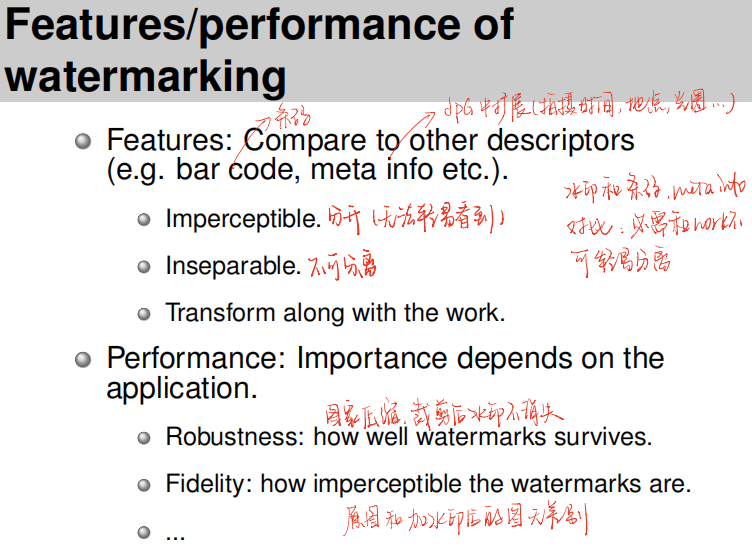 Features/performance of
watermarking
条码
JPG中扩展(拍摄时间,地点,光圈...)
Features: Compare to other descriptors
(e.g. bar code, meta info etc.).
水印和条码,meta info
对比:还需和work不
可轻易分离
Imperceptible. 分开 (无法轻易看到)
Inseparable. 不可分离
Transform along with the work.
Performance: Importance depends on the
application.
压缩,裁剪后水印不消失
Robustness: how well watermarks survives.
Fidelity: how imperceptible the watermarks are.
原图和加水印后的图无差别
...